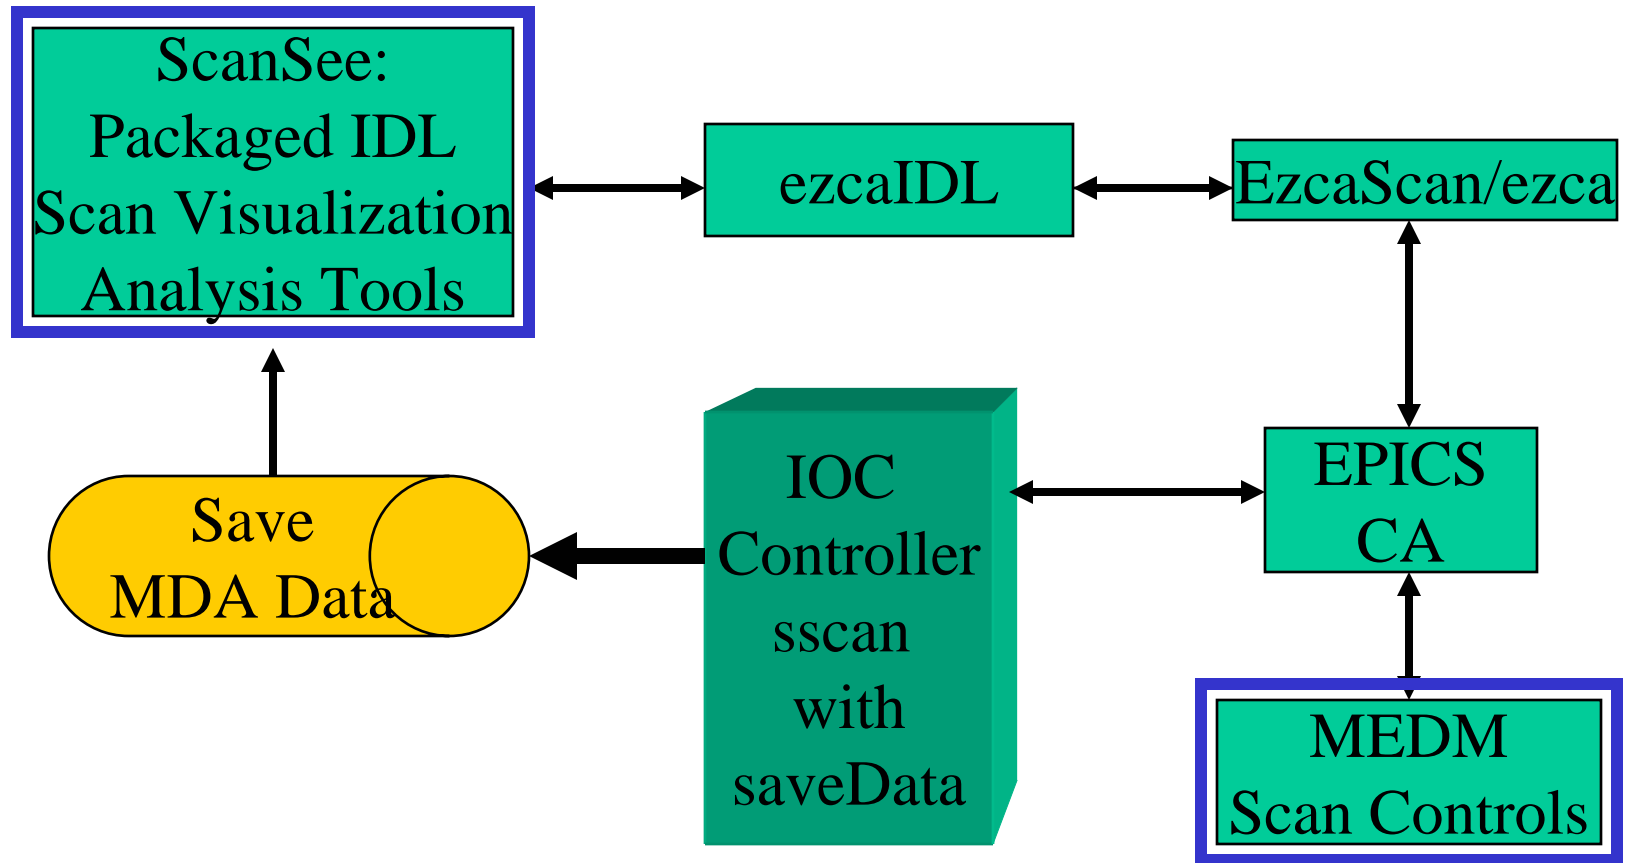 ScanSee:
Packaged IDL
Scan Visualization
Analysis Tools
ezcaIDL
EzcaScan/ezca
Save
MDA Data
IOC
Controller
sscan
with
saveData
EPICS
CA
MEDM
Scan Controls